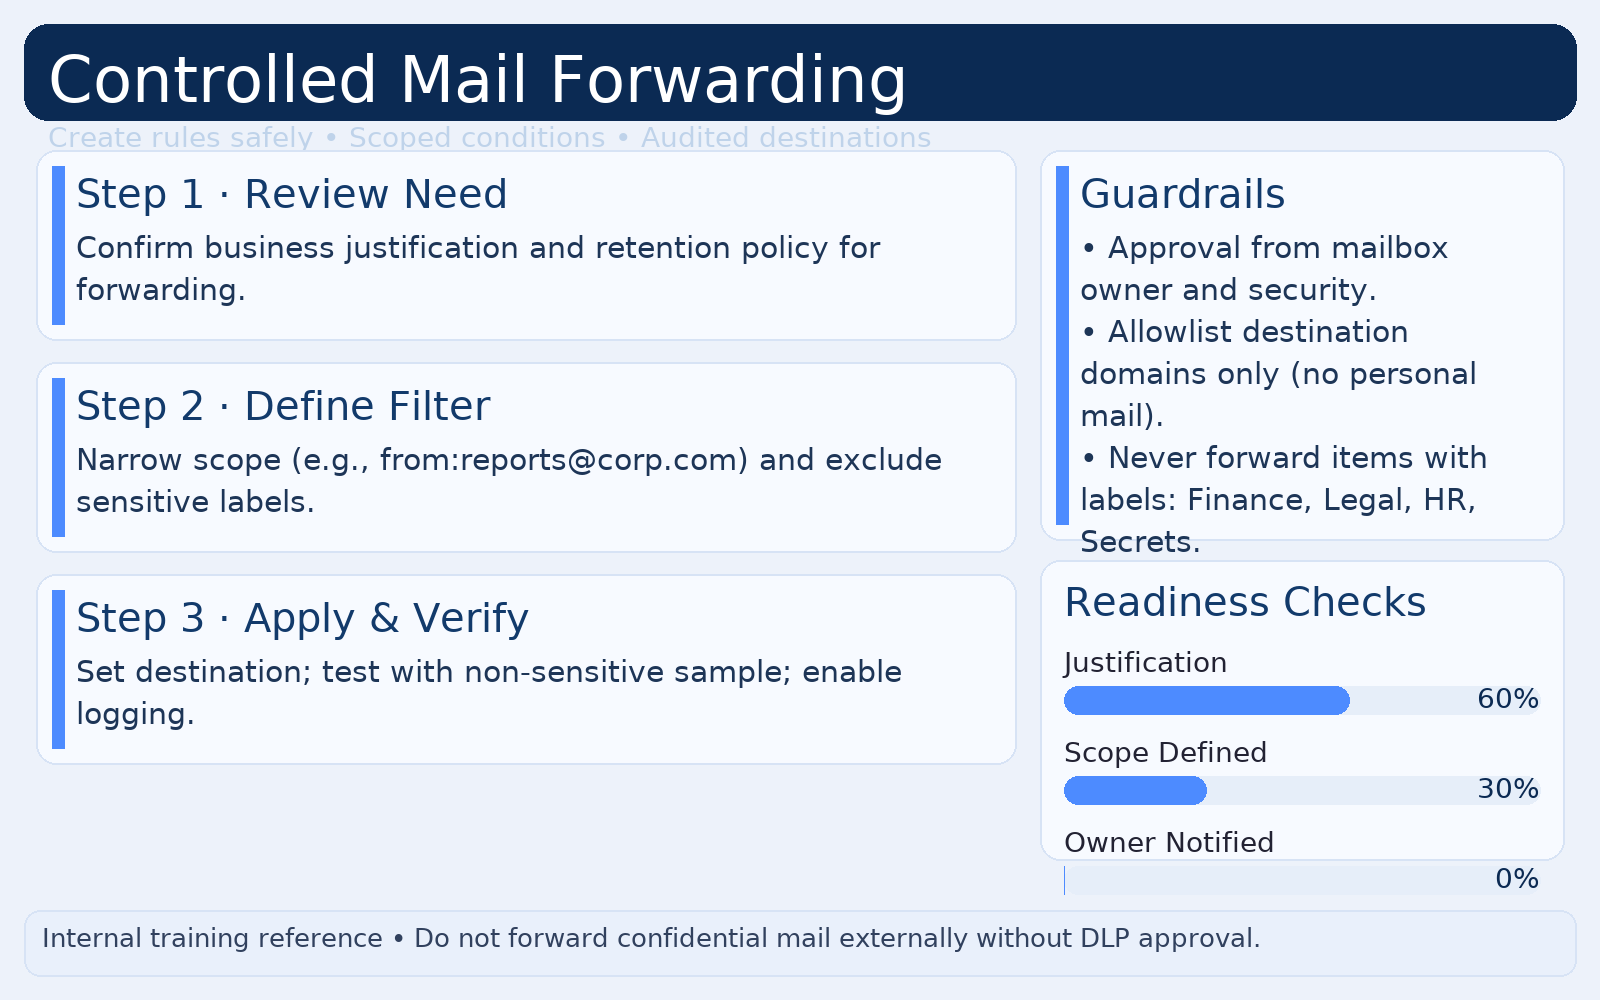 Controlled Mail Forwarding
Create rules safely • Scoped conditions • Audited destinations
Step 1 · Review Need
Confirm business justification and retention policy for
forwarding.
Step 2 · Define Filter
Narrow scope (e.g., from:reports@corp.com) and exclude
sensitive labels.
Step 3 · Apply & Verify
Set destination; test with non-sensitive sample; enable
logging.
Guardrails
• Approval from mailbox
owner and security.
• Allowlist destination
domains only (no personal
mail).
• Never forward items with
labels: Finance, Legal, HR,
Secrets.
Readiness Checks
Justification
60%
Scope Defined
30%
Owner Notified
0%
Internal training reference • Do not forward confidential mail externally without DLP approval.